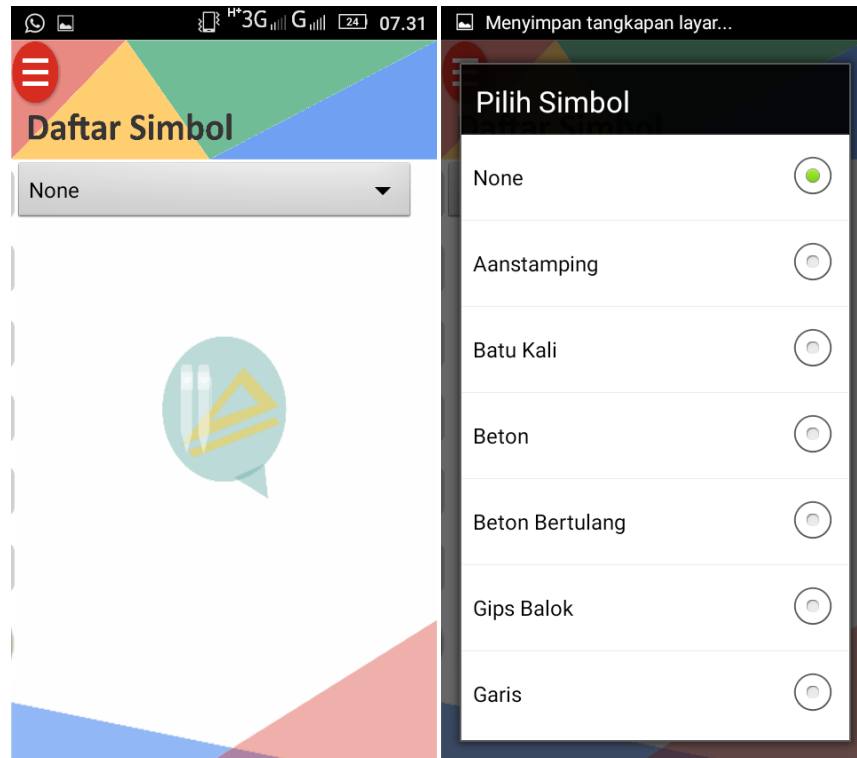 H+3G G 24 07.31
Daftar Simbol
None
Menyimpan tangkapan layar...
Pilih Simbol
None
Aanstamping
Batu Kali
Beton
Beton Bertulang
Gips Balok
Garis